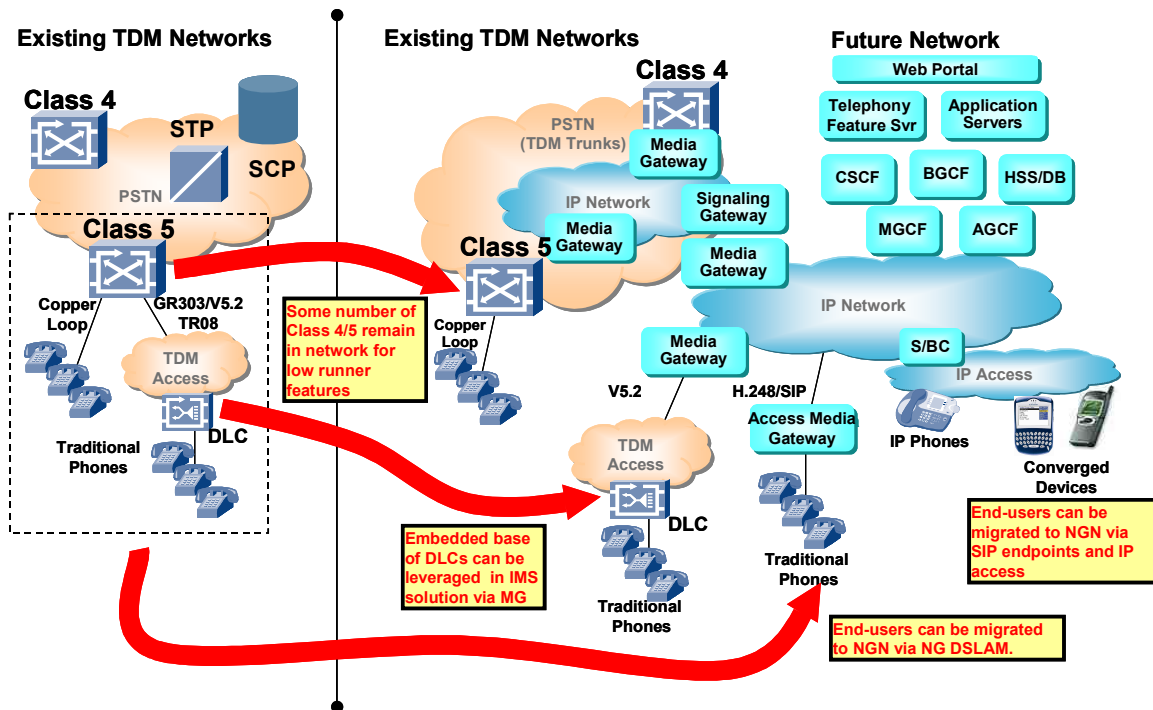 Existing TDM Networks
Class 4
STP
SCP
PSTN
Class 5
Copper
Loop
GR303/V5.2
TR08
TDM
Access
DLC
Traditional
Phones
Existing TDM Networks
Class 4
PSTN
(TDM Trunks)
Media
Gateway
IP Network
Signaling
Gateway
Media
Gateway
Class 5
Media
Gateway
Copper
Loop
Some number of
Class 4/5 remain
in network for
low runner
features
Future Network
Web Portal
Telephony
Feature Svr
Application
Servers
CSCF
BGCF
HSS/DB
MGCF
AGCF
IP Network
Media
Gateway
S/BC
IP Access
V5.2
H.248/SIP
Access Media
Gateway
IP Phones
Converged
Devices
TDM
Access
DLC
Traditional
Phones
Traditional
Phones
Embedded base
of DLCs can be
leveraged in IMS
solution via MG
End-users can be
migrated to NGN via
SIP endpoints and IP
access
End-users can be migrated
to NGN via NG DSLAM.